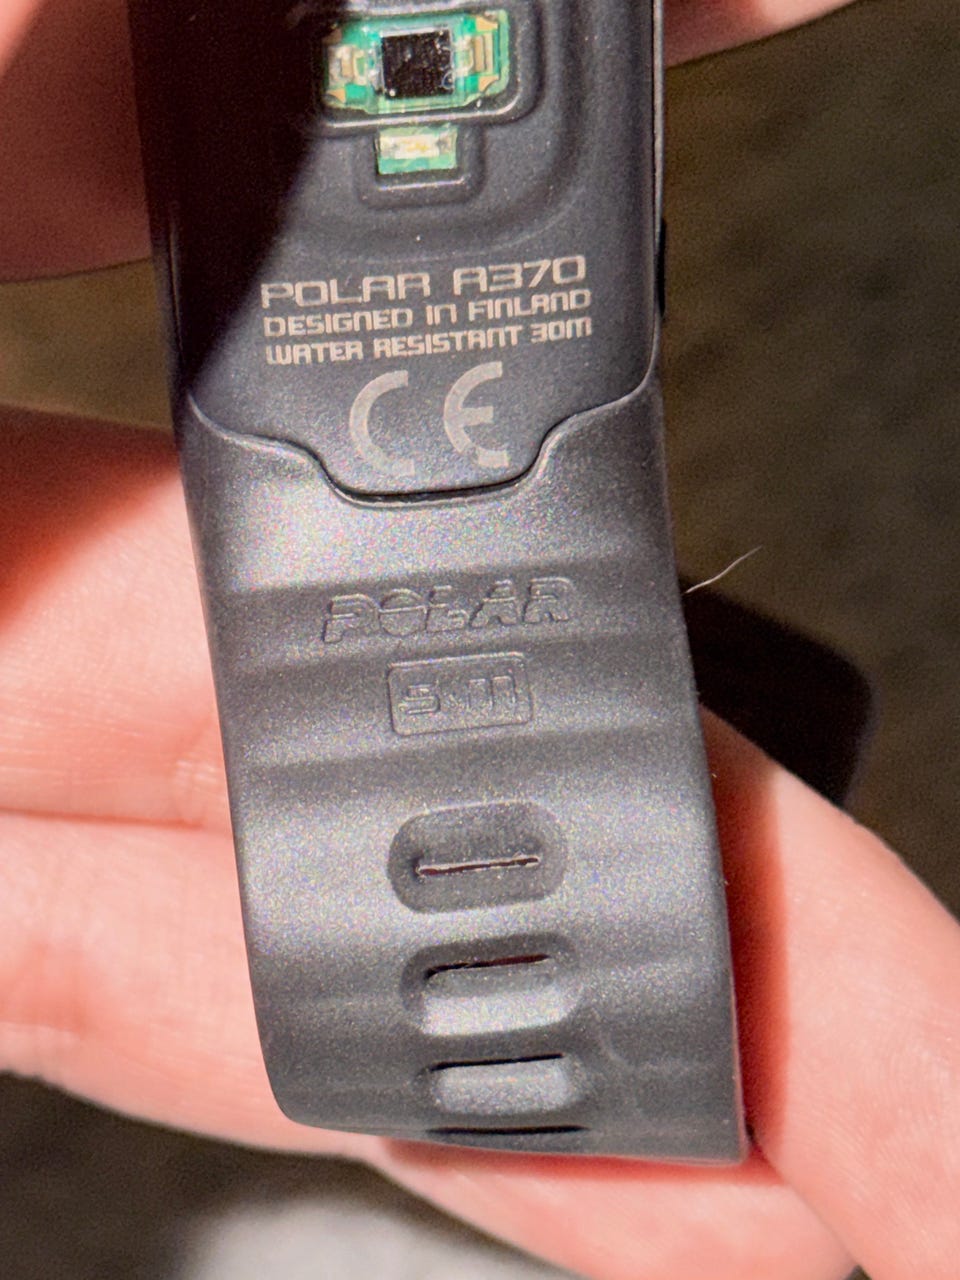 POLAR A370
DESIGNED IN FINLAND
WATER RESISTANT 30M
CE
POLAR